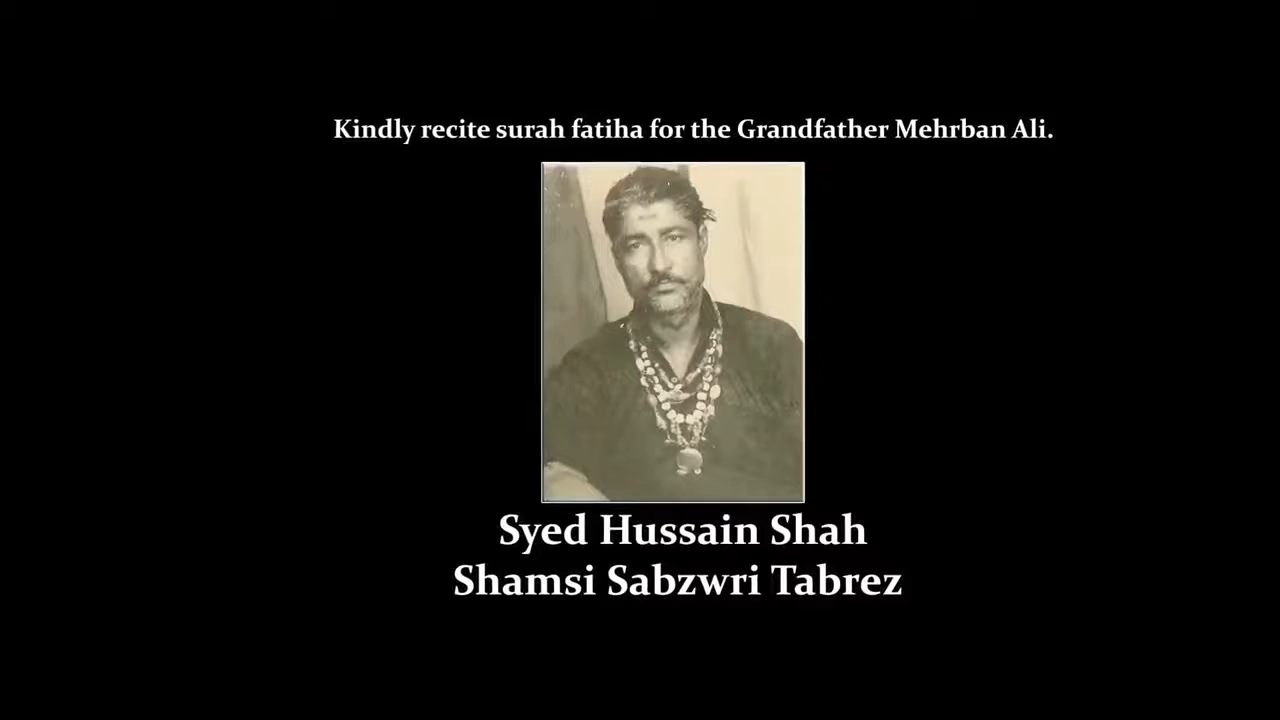 Kindly recite surah fatiha for the Grandfather Mehrban Ali.
Syed Hussain Shah
Shamsi Sabzwri Tabrez